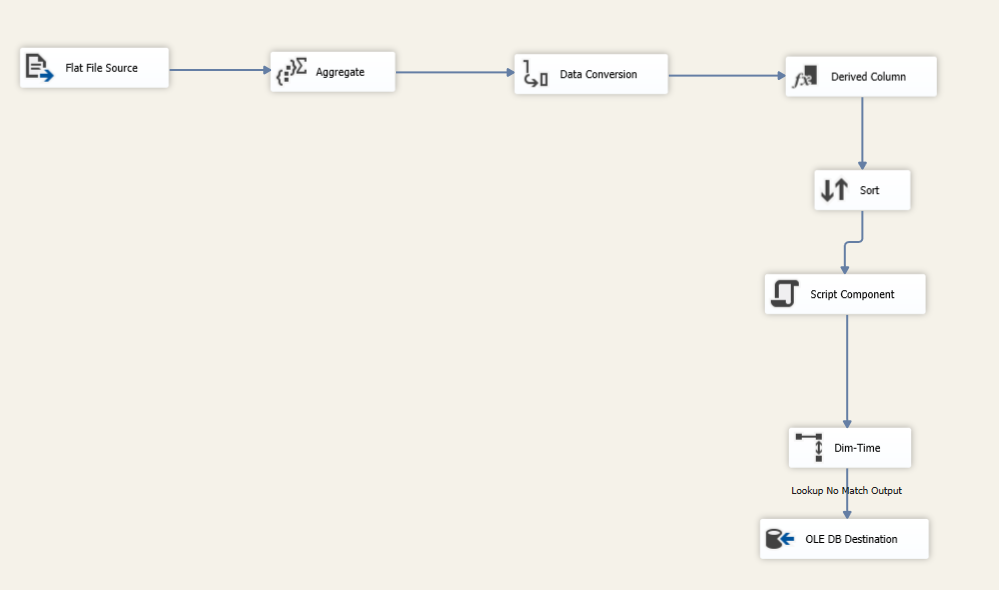 Flat File Source
Aggregate
Data Conversion
Derived Column
Sort
Script Component
Dim-Time
Lookup No Match Output
OLE DB Destination